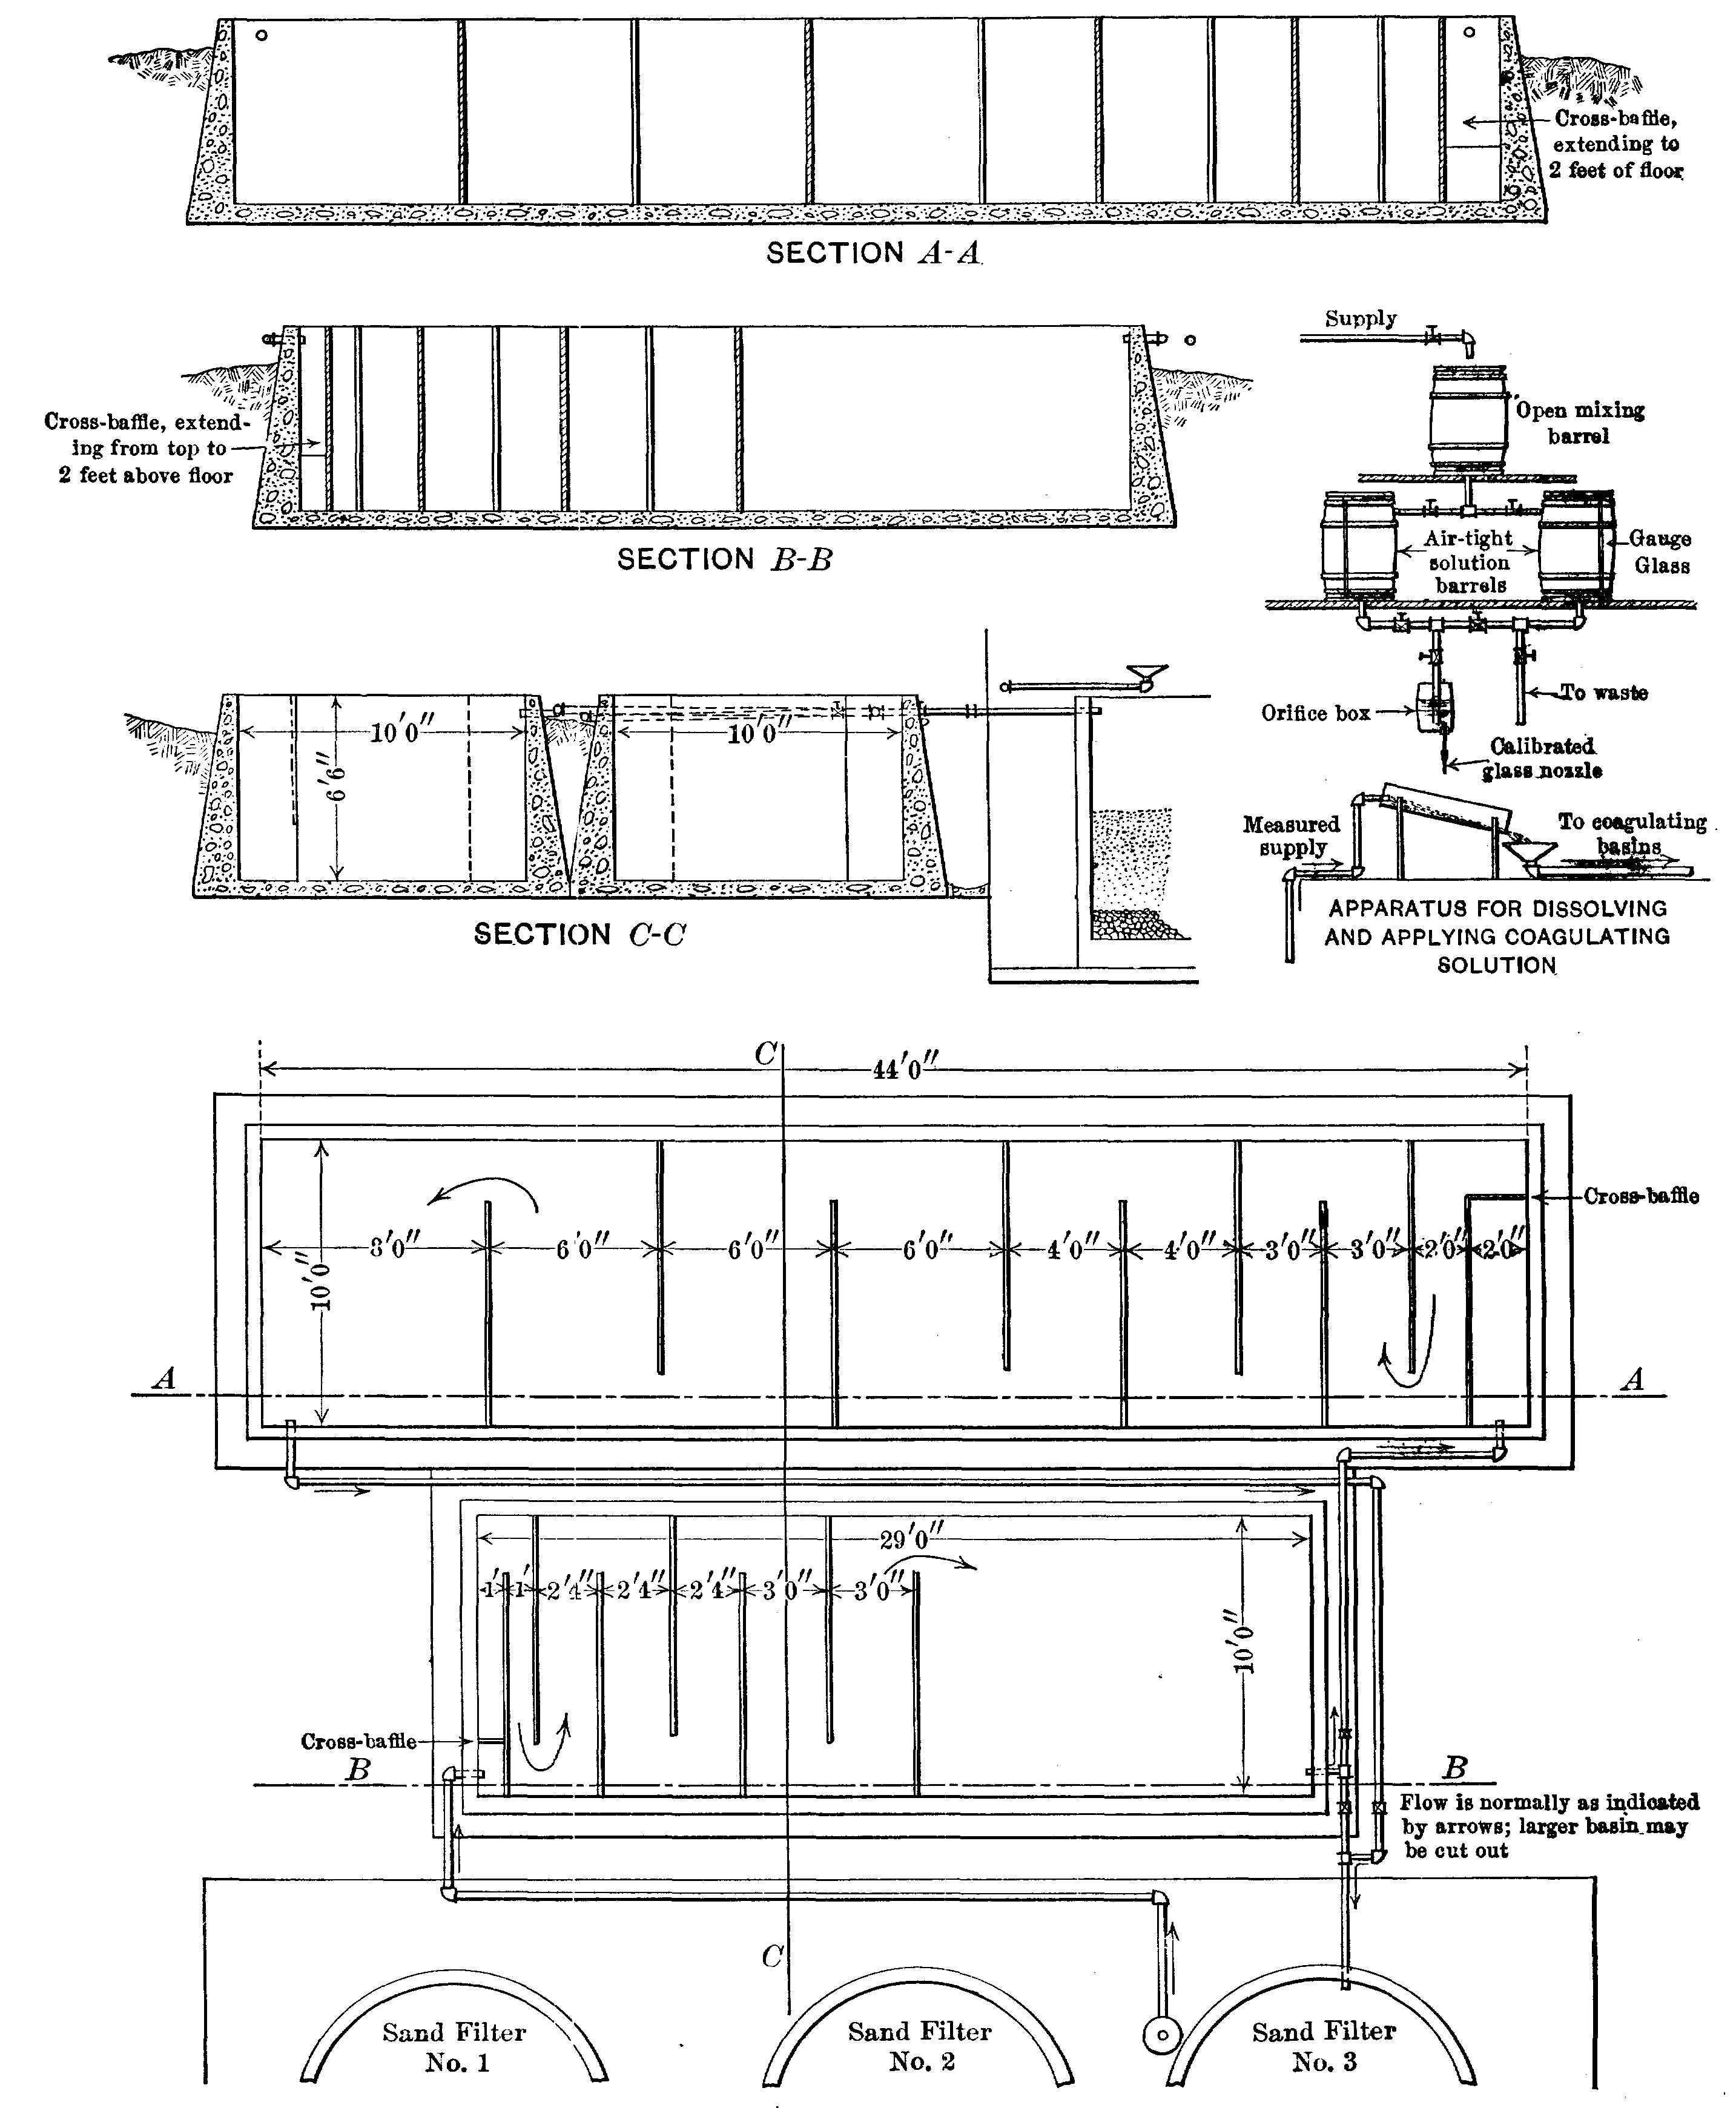 Cross-baffle,
extending to
2 feet of floor
SECTION A-A
Cross-baffle, extend-
ing from top to
2 feet above floor
SECTION B-B
Supply
Open mixing
barrel
Air-tight
solution
barrels
Gauge
Glass
To waste
Orifice box
Calibrated
glass nozzle
Measured
supply
To coagulating
basins
APPARATUS FOR DISSOLVING
AND APPLYING COAGULATING
SOLUTION
10′0″
6′6″
10′0″
SECTION C-C
C
44′0″
Cross-baffle
8′0″ 6′0″ 6′0″ 6′0″ 4′0″ 4′0″ 3′0″ 3′0″ 2′0″ 2′0″
10′0″
A A
29′0″
1′ 1′ 2′4″ 2′4″ 2′4″ 3′0″ 3′0″
10′0″
Cross-baffle
B B
Flow is normally as indicated
by arrows; larger basin may
be cut out
C
Sand Filter
No. 1
Sand Filter
No. 2
Sand Filter
No. 3